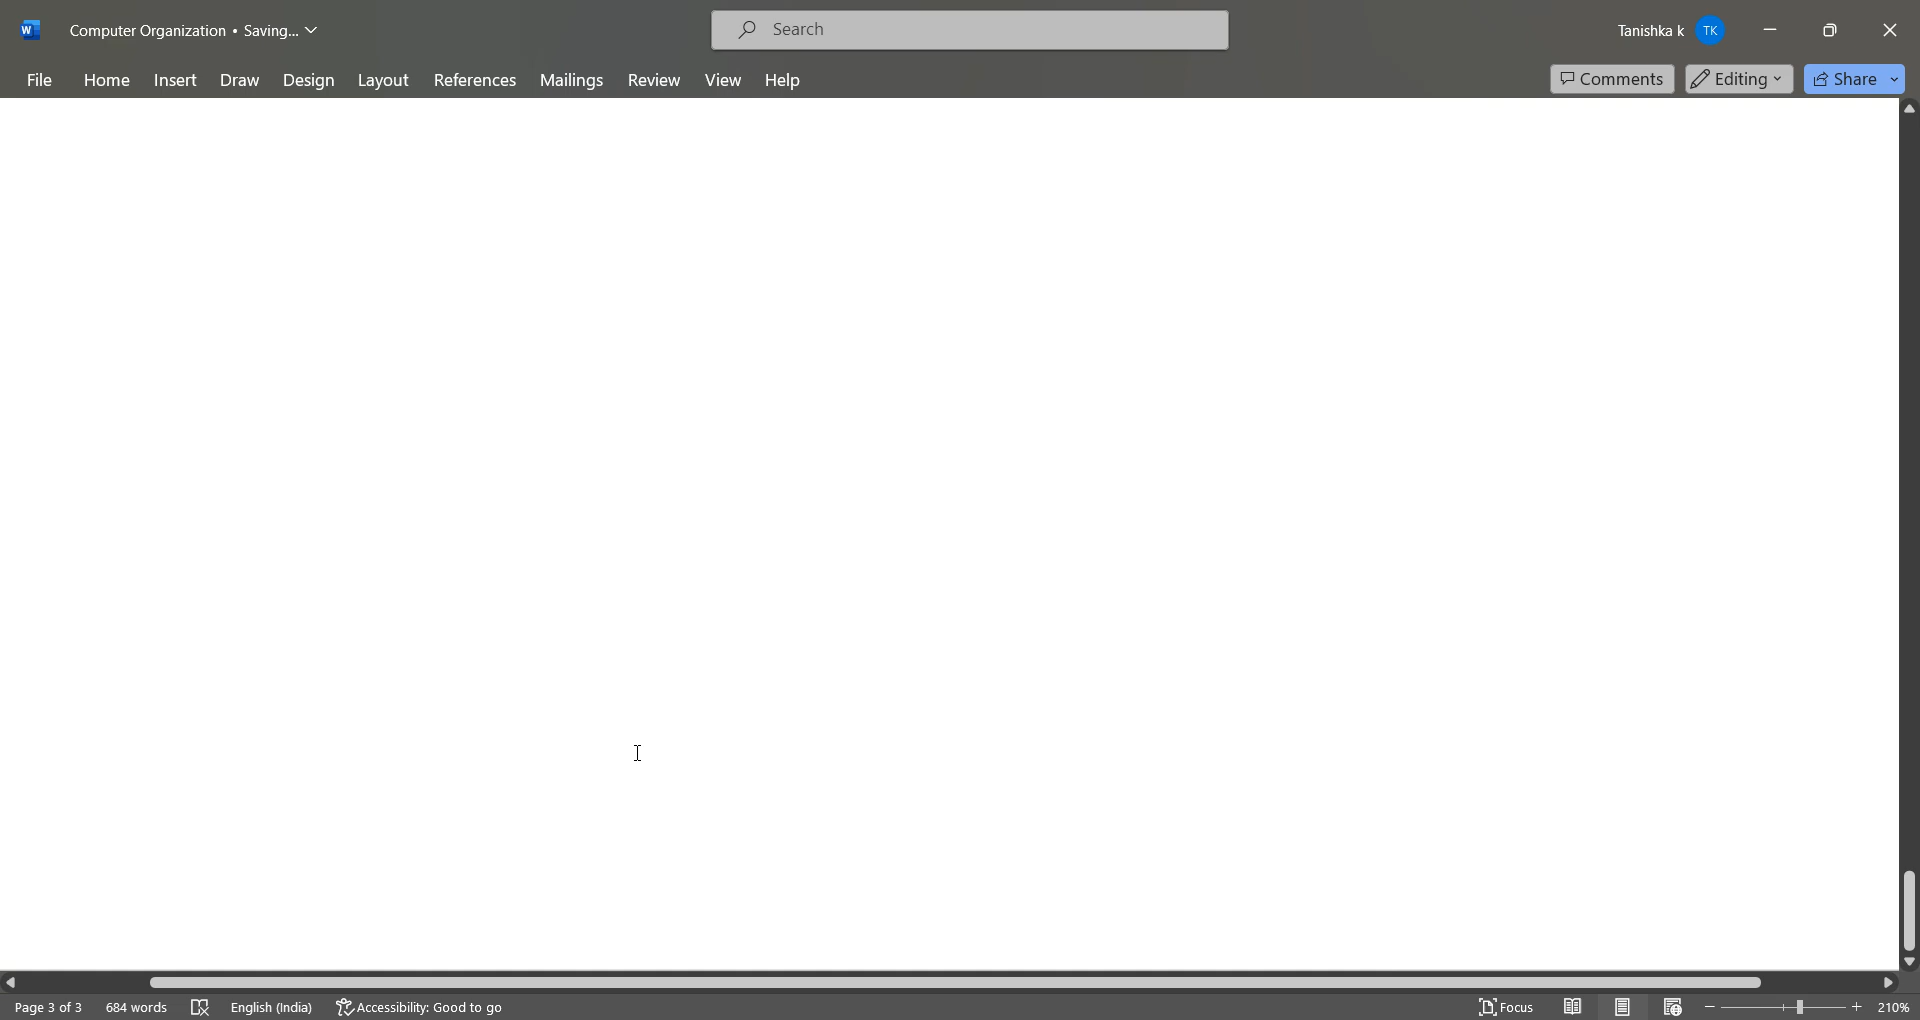 W Computer Organization • Saving... Search Tanishka k TK
File Home Insert Draw Design Layout References Mailings Review View Help Comments Editing Share
Page 3 of 3 684 words English (India) Accessibility: Good to go Focus 210%